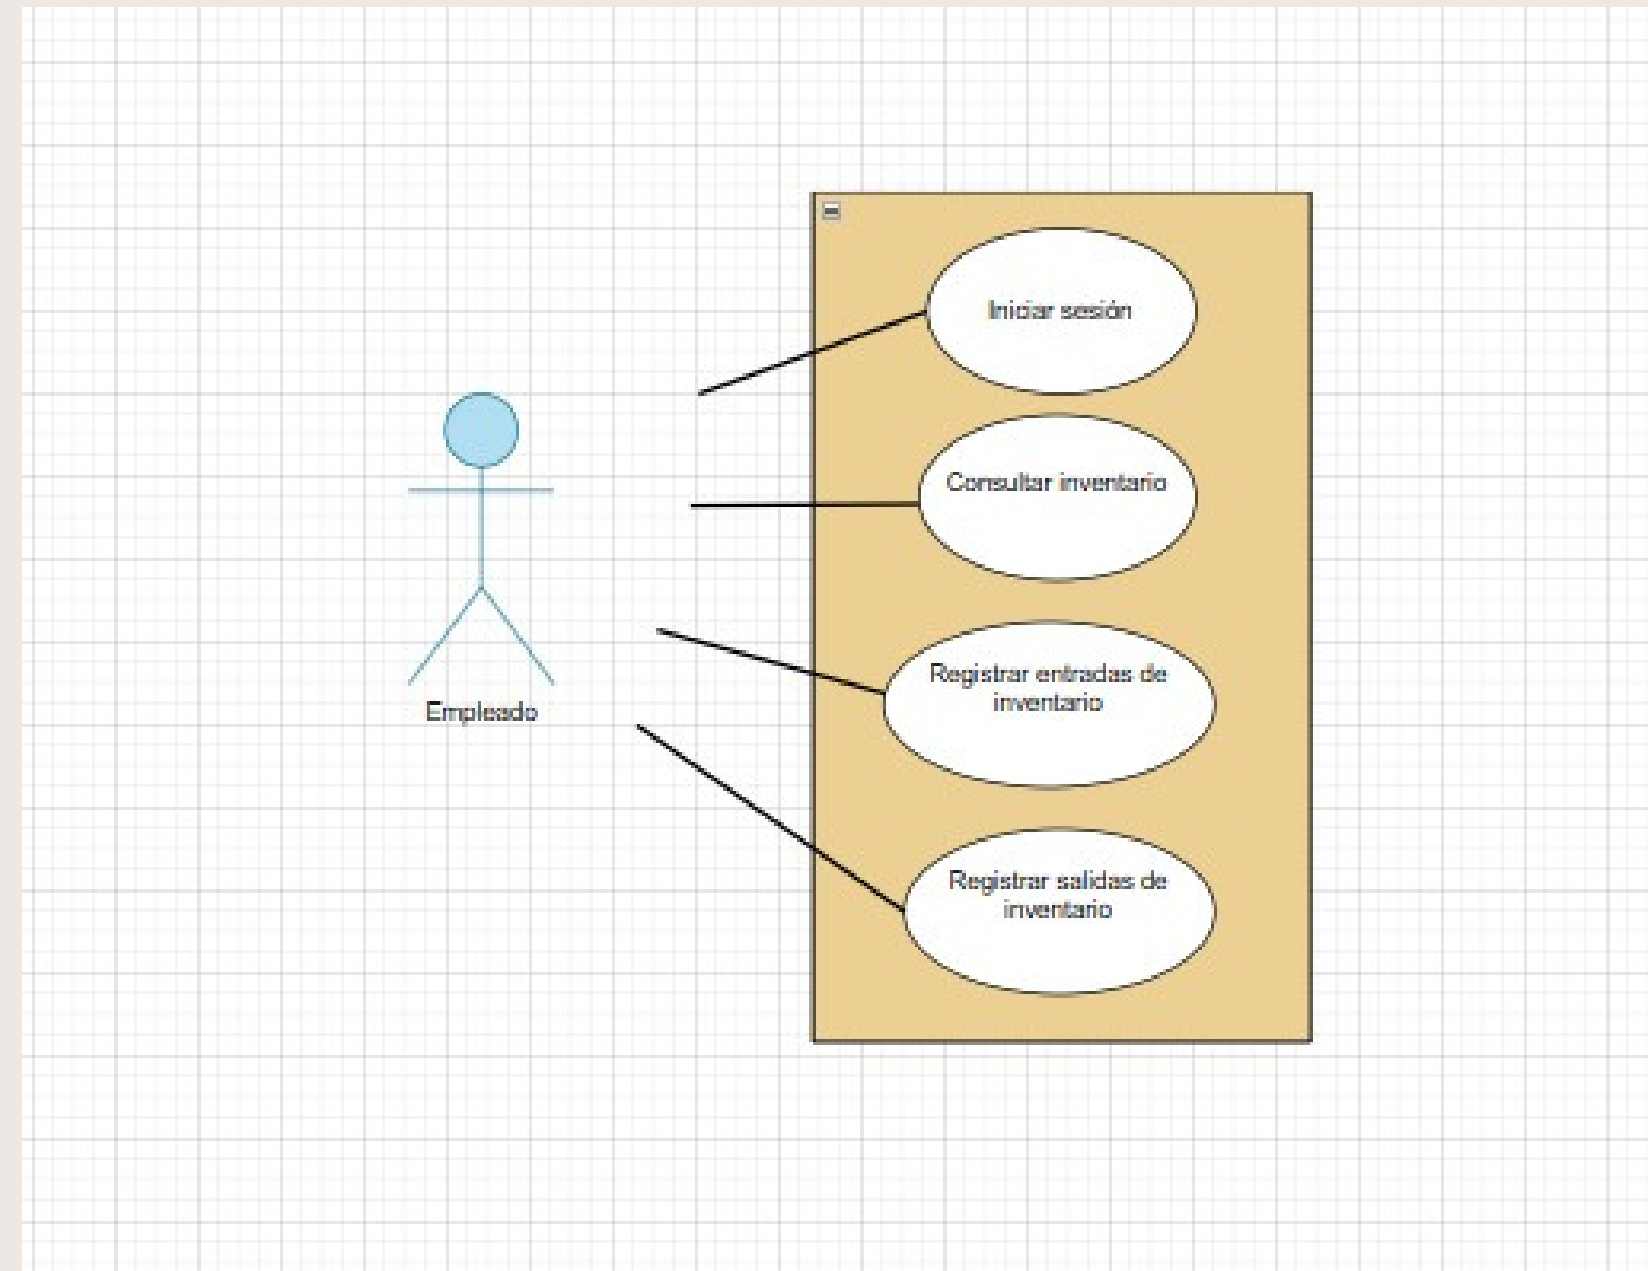 Iniciar sesión
Consultar inventario
Registrar entradas de
inventario
Empleado
Registrar salidas de
inventario